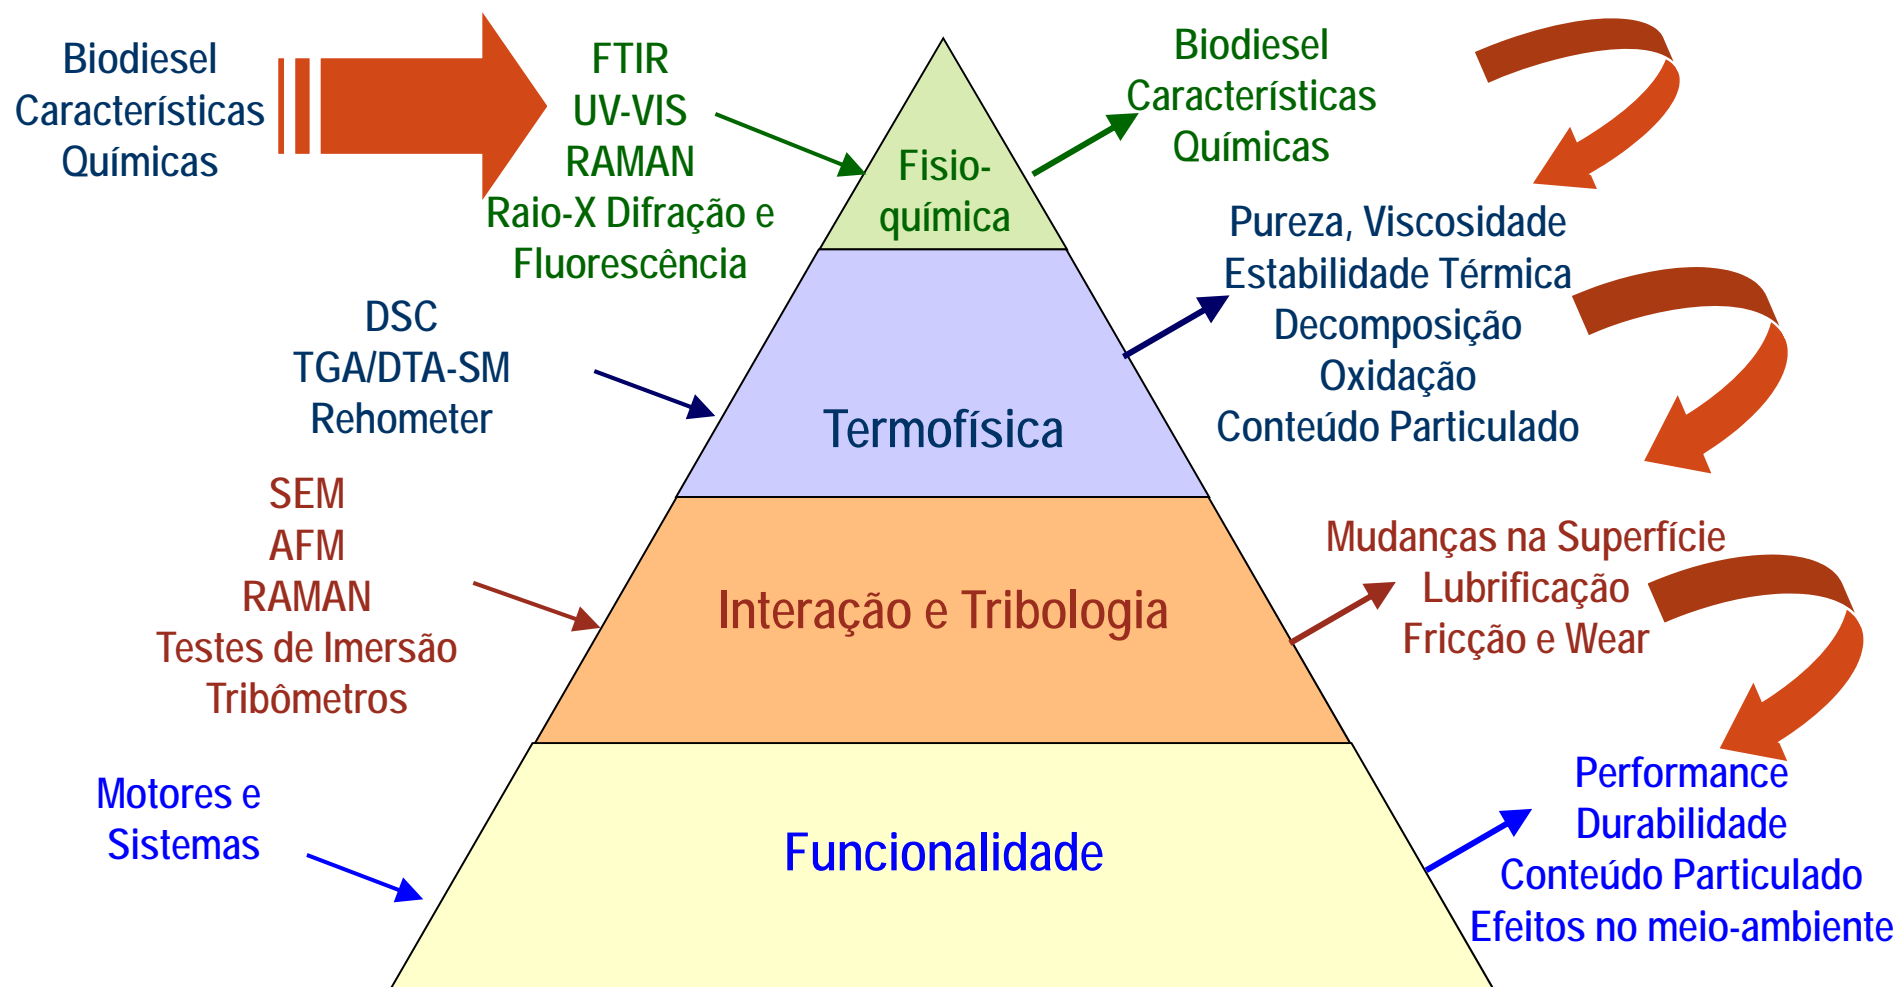 Biodiesel
Características
Químicas
FTIR
UV-VIS
RAMAN
Raio-X Difração e
Fluorescência
Fisio-
química
Biodiesel
Características
Químicas
DSC
TGA/DTA-SM
Rehometer
Termofísica
Pureza, Viscosidade
Estabilidade Térmica
Decomposição
Oxidação
Conteúdo Particulado
SEM
AFM
RAMAN
Testes de Imersão
Tribômetros
Interação e Tribologia
Mudanças na Superfície
Lubrificação
Fricção e Wear
Motores e
Sistemas
Funcionalidade
Performance
Durabilidade
Conteúdo Particulado
Efeitos no meio-ambiente